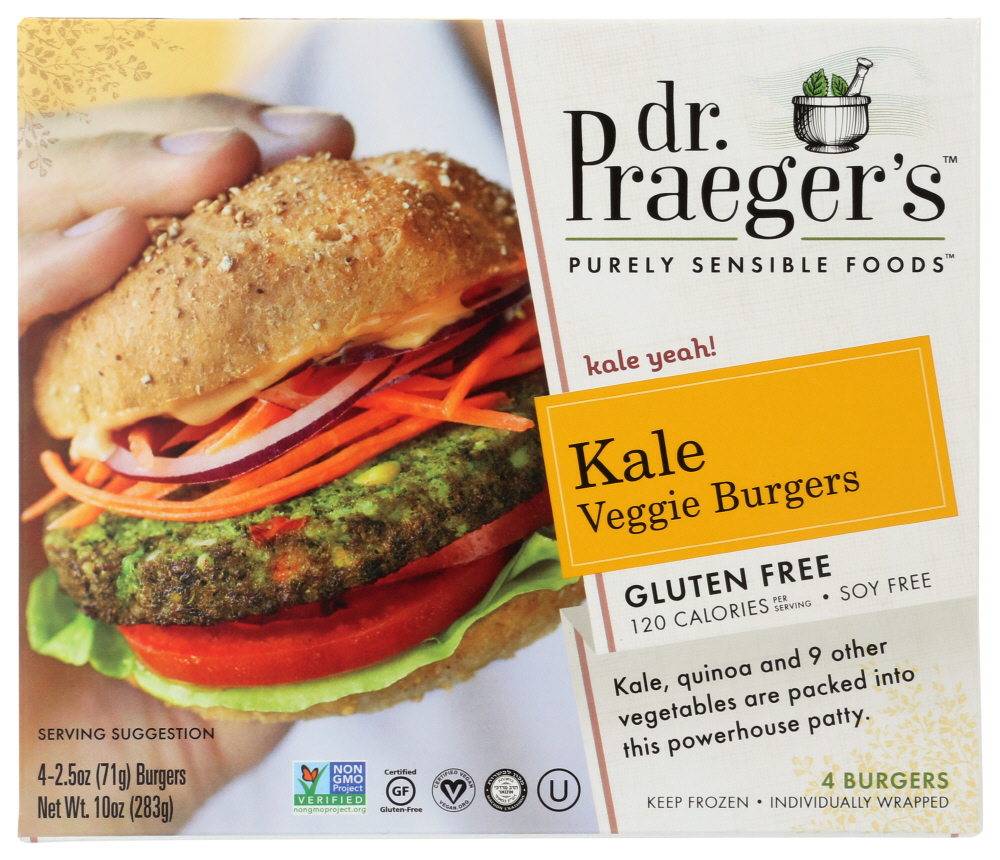 dr.
Praeger's™
PURELY SENSIBLE FOODS™
kale yeah!
Kale
Veggie Burgers
GLUTEN FREE
120 CALORIES PER SERVING • SOY FREE
Kale, quinoa and 9 other
vegetables are packed into
this powerhouse patty.
4 BURGERS
KEEP FROZEN • INDIVIDUALLY WRAPPED
SERVING SUGGESTION
4-2.5oz (71g) Burgers
Net Wt. 10oz (283g)
NON
GMO
Project
VERIFIED
nongmoproject.org
Certified
GF
Gluten-Free
CERTIFIED VEGAN
V
VEGAN.ORG
U